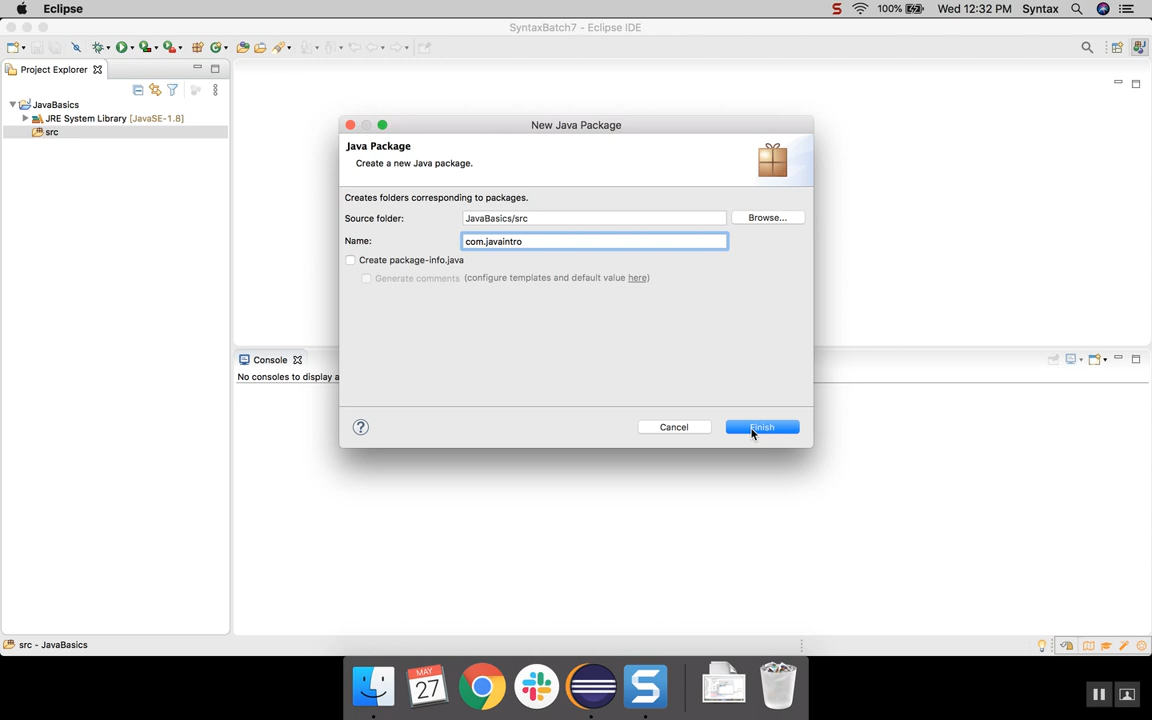 Eclipse
100%
Wed 12:32 PM
Syntax
SyntaxBatch7 - Eclipse IDE
Project Explorer
JavaBasics
JRE System Library [JavaSE-1.8]
src
New Java Package
Java Package
Create a new Java package.
Creates folders corresponding to packages.
Source folder:
JavaBasics/src
Browse...
Name:
com.javaintro
Create package-info.java
Generate comments (configure templates and default value here)
?
Cancel
Finish
Console
No consoles to display a
src - JavaBasics
MAY
27
S